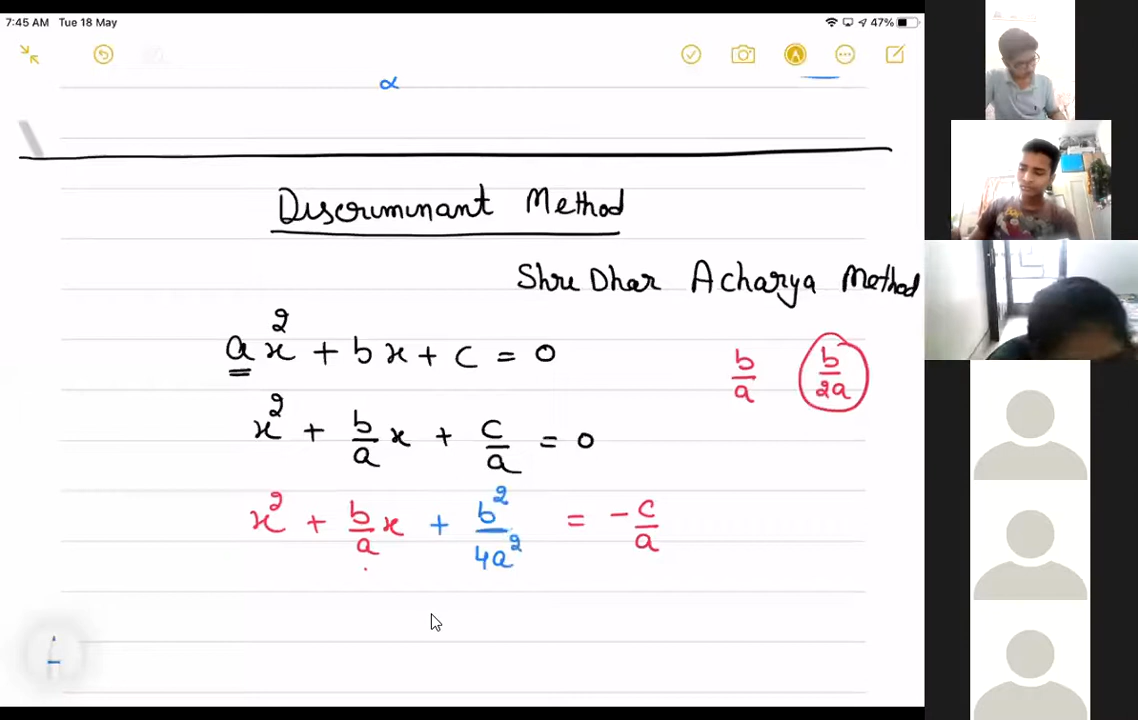 7:45 AM Tue 18 May 47%
α
Discriminant Method
Shre Dhar Acharya Method
ax² + bx + c = 0
b/a b/2a
x² + b/a x + c/a = 0
x² + b/a x + b²/4a² = -c/a